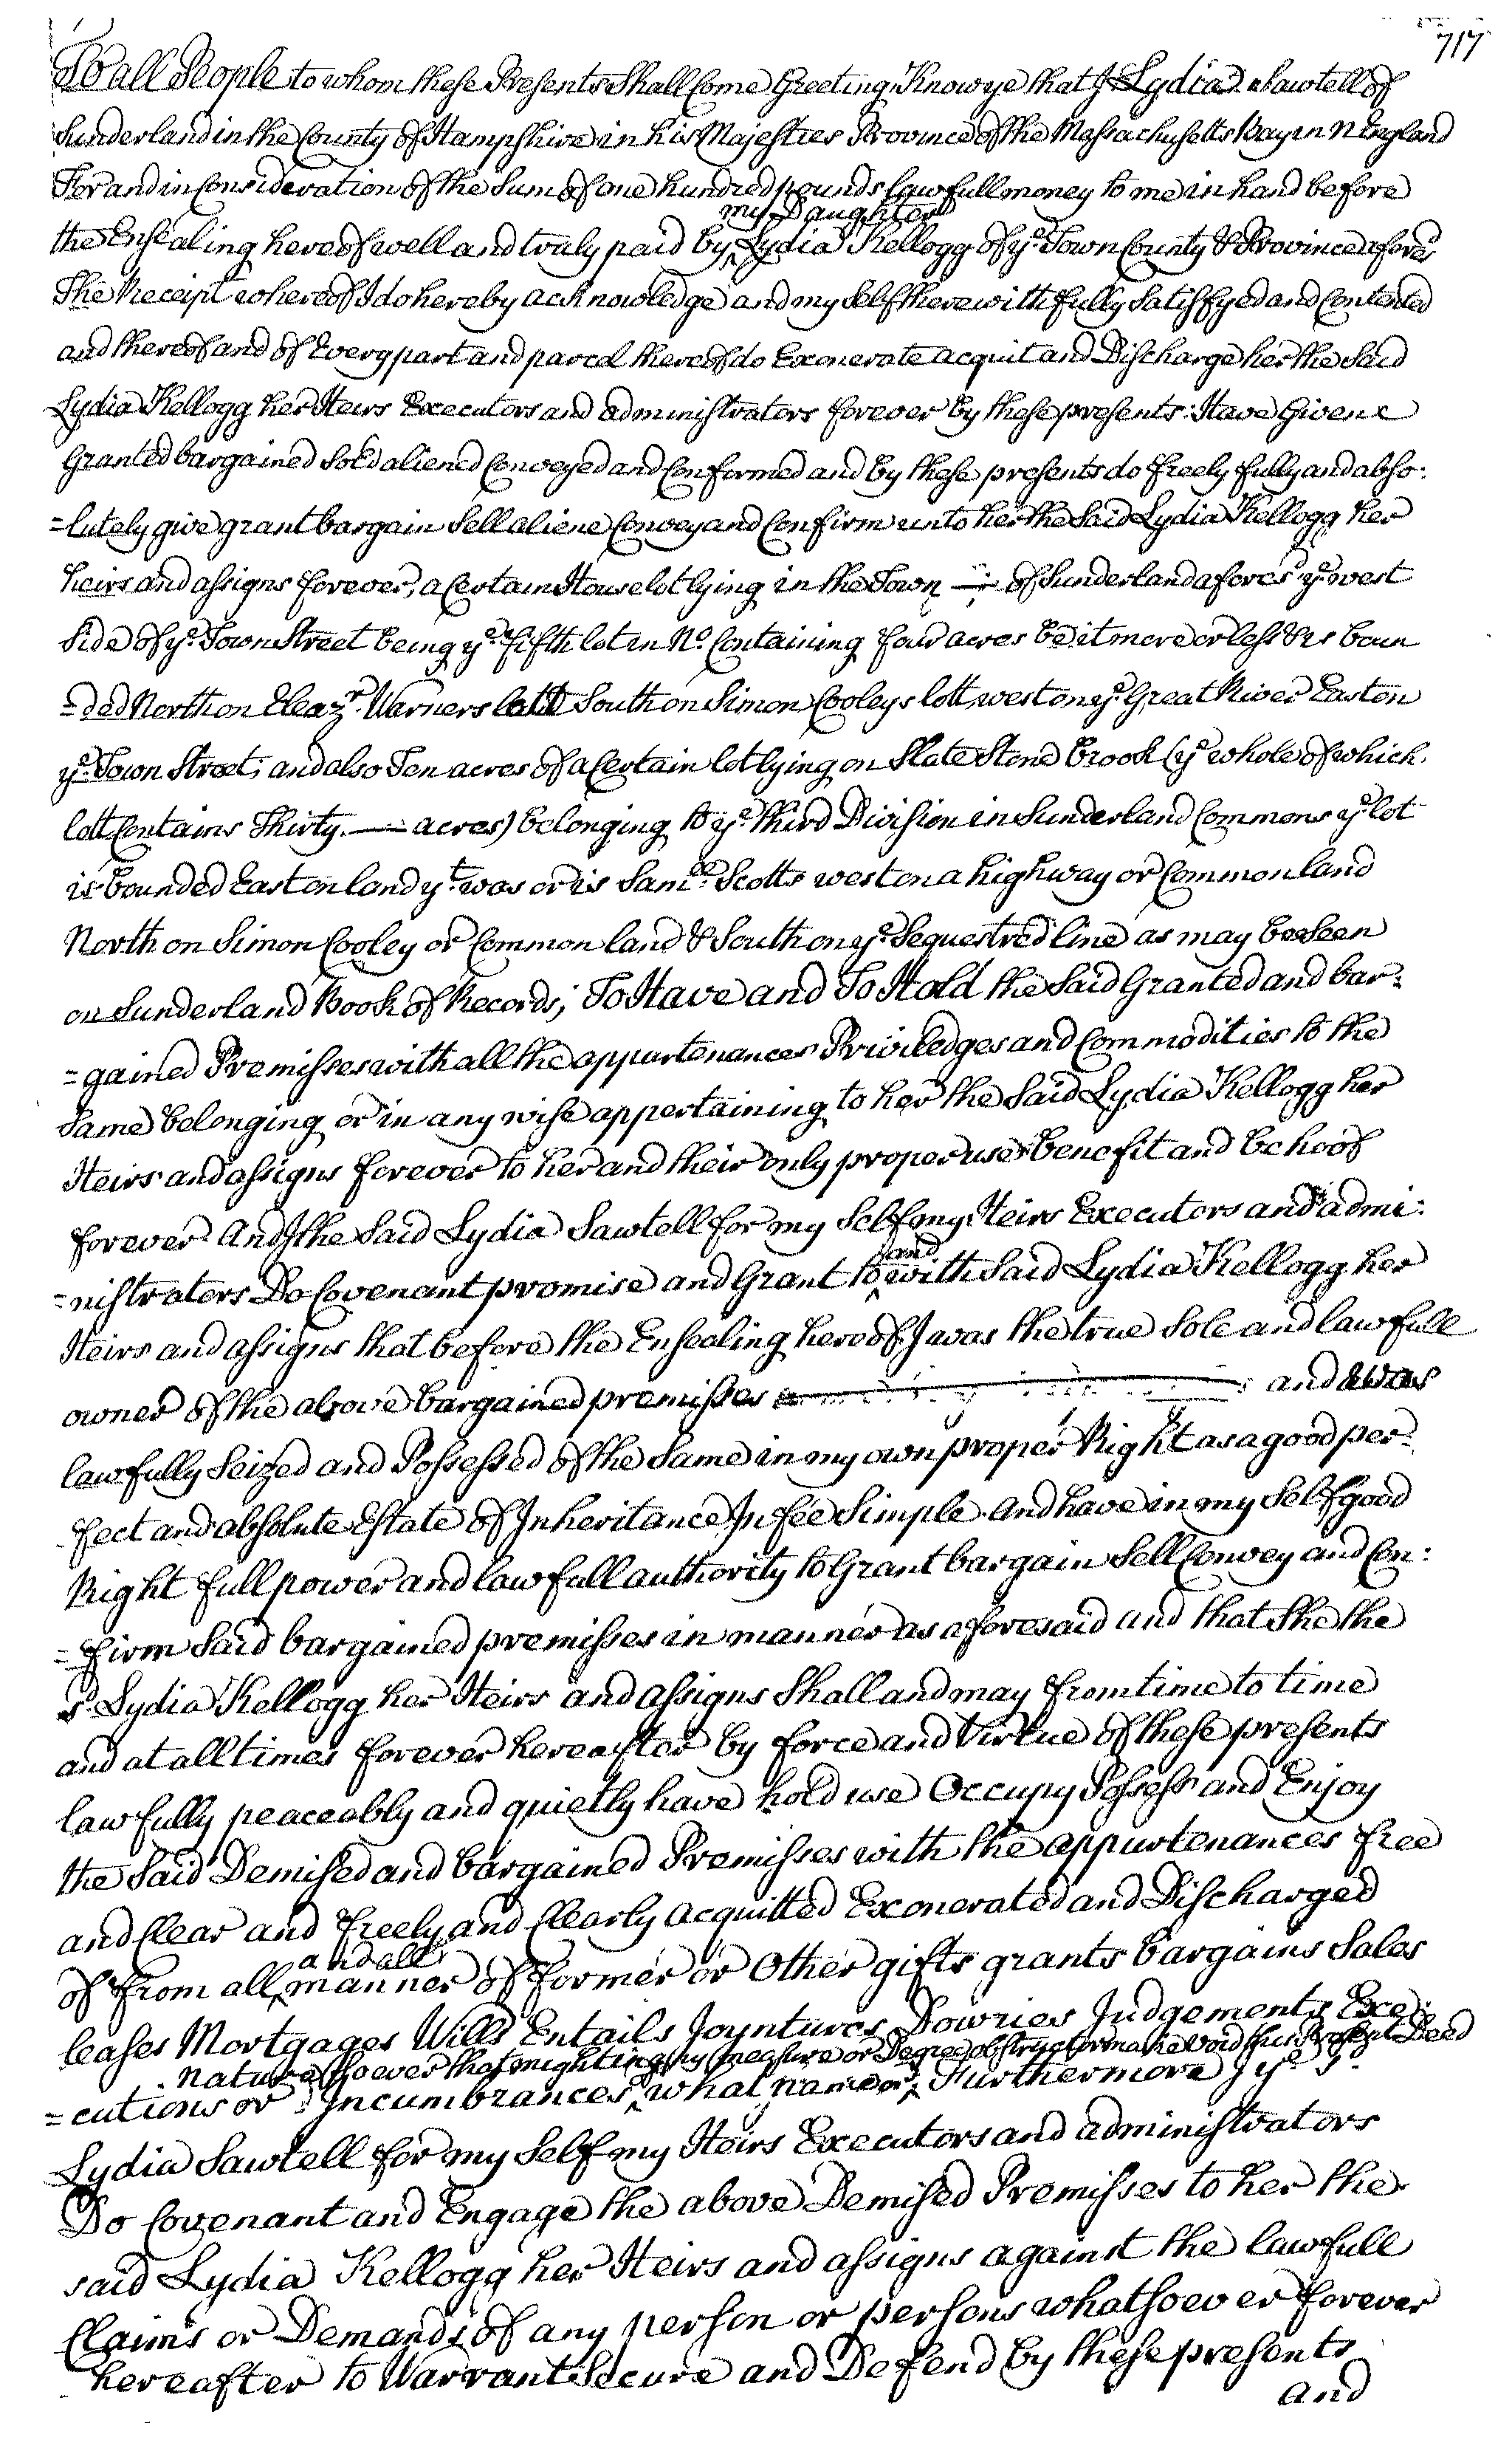 717
To all People to whom these Presents Shall Come Greeting Know ye that I Lydia Sawtell of
Sunderland in the County of Hampshire in his Majesties Province of the Massachusetts Bay in N England
For and in Consideration of the Sum of one hundred pounds Lawfull money to me in hand before
my Daughter
the Ensealing hereof well and truly paid by ^ Lydia Kellogg of ye Town County & Province afores.d
The Receipt whereof I do hereby acknowledge and my Self therewith fully Satisfyed and Contented
and thereof and of Every part and parcel thereof do Exonerate acquit and Discharge her the Said
Lydia Kellogg her Heirs Executors and administrators forever by these presents: Have Given
Granted bargained Sold aliened Conveyed and Confirmed and by these presents do freely fully and abso:
=lutely give grant bargain Sell aliene Convey and Confirm unto her the Said Lydia Kellogg her
heirs and assigns forever, a Certain House lot lying in the Town of Sunderland afores.d ye west
Side of ye Town Street being ye fifth lot in No. Containing four acres be it more or less & is boun
=ded North on Eleazr. Warners lott South on Simon Cooleys lott, west on ye Great River East on
ye Town Street; and also Ten acres of a Certain lot lying on Slate Stone brook (ye whole of which
lott Contains Thirty — acres) belonging to ye third Division in Sunderland Commons ye lot
is bounded East on land yt was or is Samll. Scotts west on a highway or Common land
North on Simon Cooley or Common land & South on ye Sequestred line as may be Seen
on Sunderland Book of Records; To Have and To Hold the Said Granted and bar=
=gained Premisses with all the appurtenances Priviledges and Commodities to the
Same belonging or in any wise appertaining to her the Said Lydia Kellogg her
Heirs and assigns forever to her and their only proper use benefit and behoof
forever And I the Said Lydia Sawtell for my Self my Heirs Executors and admi:
and
=nistrators Do Covenant promise and Grant to ^ with Said Lydia Kellogg her
Heirs and assigns that before the Ensealing hereof I was the true Sole and lawfull
owner of the above bargained premisses and was
lawfully Seized and Possessed of the Same in my own proper Right as a good per=
fect and absolute Estate of Inheritance In fee Simple. And have in my Self good
Right full power and lawfull authority to Grant bargain Sell Convey and Con:
=firm Said bargained premisses in manner as aforesaid and that She the
sd. Lydia Kellogg her Heirs and assigns Shall and may from time to time
and at all times forever hereafter by force and Virtue of these presents
lawfully peaceably and quietly have hold use Occupy Possess and Enjoy
the Said Demised and bargained Premisses with the appurtenances free
and Clear and freely and Clearly acquitted Exonerated and Discharged
and all
of from all ^ manner of former or Other gifts grants bargains Sales
leases Mortgages Wills Entails Joyntures Dowries Judgements Exe:
nature soever that might in any measure or Degree obstruct or make void this Present Deed
=cutions or Incumbrances, ^ what name or ^ Furthermore I ye sd.
Lydia Sawtell for my Self my Heirs Executors and administrators
Do Covenant and Engage the above Demised Premisses to her the
said Lydia Kellogg her Heirs and assigns against the lawfull
Claims or Demands of any person or persons whatsoever forever
hereafter to Warrant Secure and Defend by these presents
And